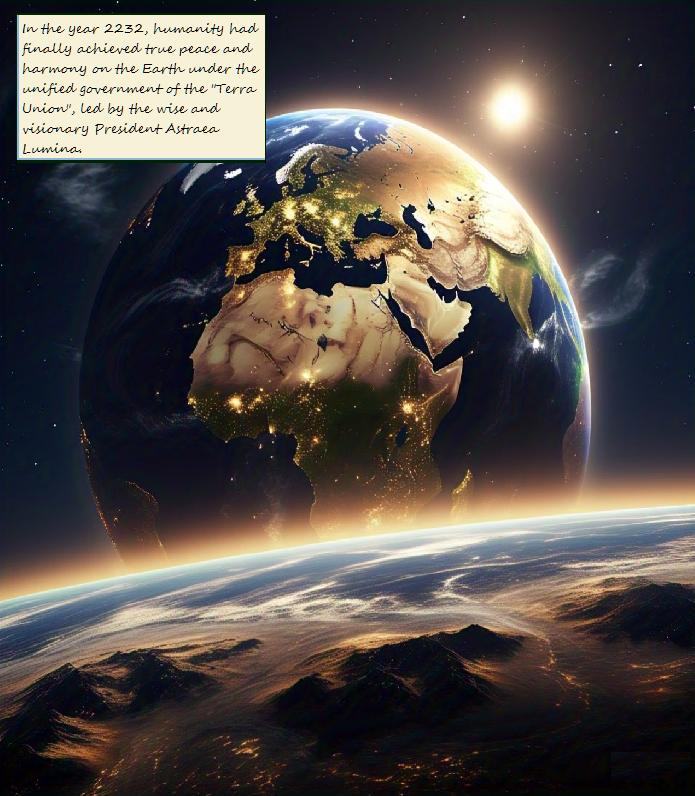 In the year 2232, humanity had
finally achieved true peace and
harmony on the Earth under the
unified government of the "Terra
Union", led by the wise and
visionary President Astraea
Lumina.